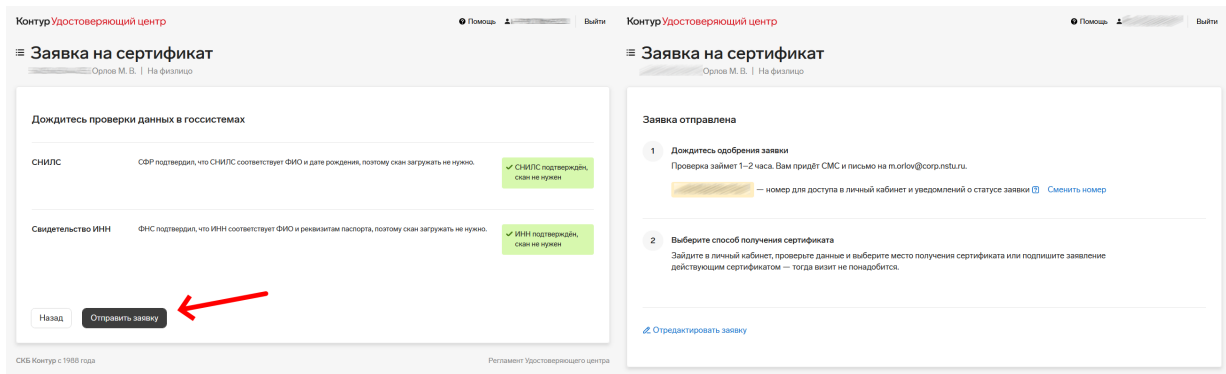 Контур Удостоверяющий центр
Помощь
Выйти
Заявка на сертификат
Орлов М. В. | На физлицо
Дождитесь проверки данных в госсистемах
СНИЛС
СФР подтвердил, что СНИЛС соответствует ФИО и дате рождения, поэтому скан загружать не нужно.
СНИЛС подтверждён,
скан не нужен
Свидетельство ИНН
ФНС подтвердил, что ИНН соответствует ФИО и реквизитам паспорта, поэтому скан загружать не нужно.
ИНН подтверждён,
скан не нужен
Назад
Отправить заявку
СКБ Контур с 1988 года
Регламент Удостоверяющего центра
Контур Удостоверяющий центр
Помощь
Выйти
Заявка на сертификат
Орлов М. В. | На физлицо
Заявка отправлена
1 Дождитесь одобрения заявки
Проверка займет 1–2 часа. Вам придёт СМС и письмо на m.orlov@corp.nstu.ru.
— номер для доступа в личный кабинет и уведомлений о статусе заявки
Сменить номер
2 Выберите способ получения сертификата
Зайдите в личный кабинет, проверьте данные и выберите место получения сертификата или подпишите заявление
действующим сертификатом — тогда визит не понадобится.
Отредактировать заявку